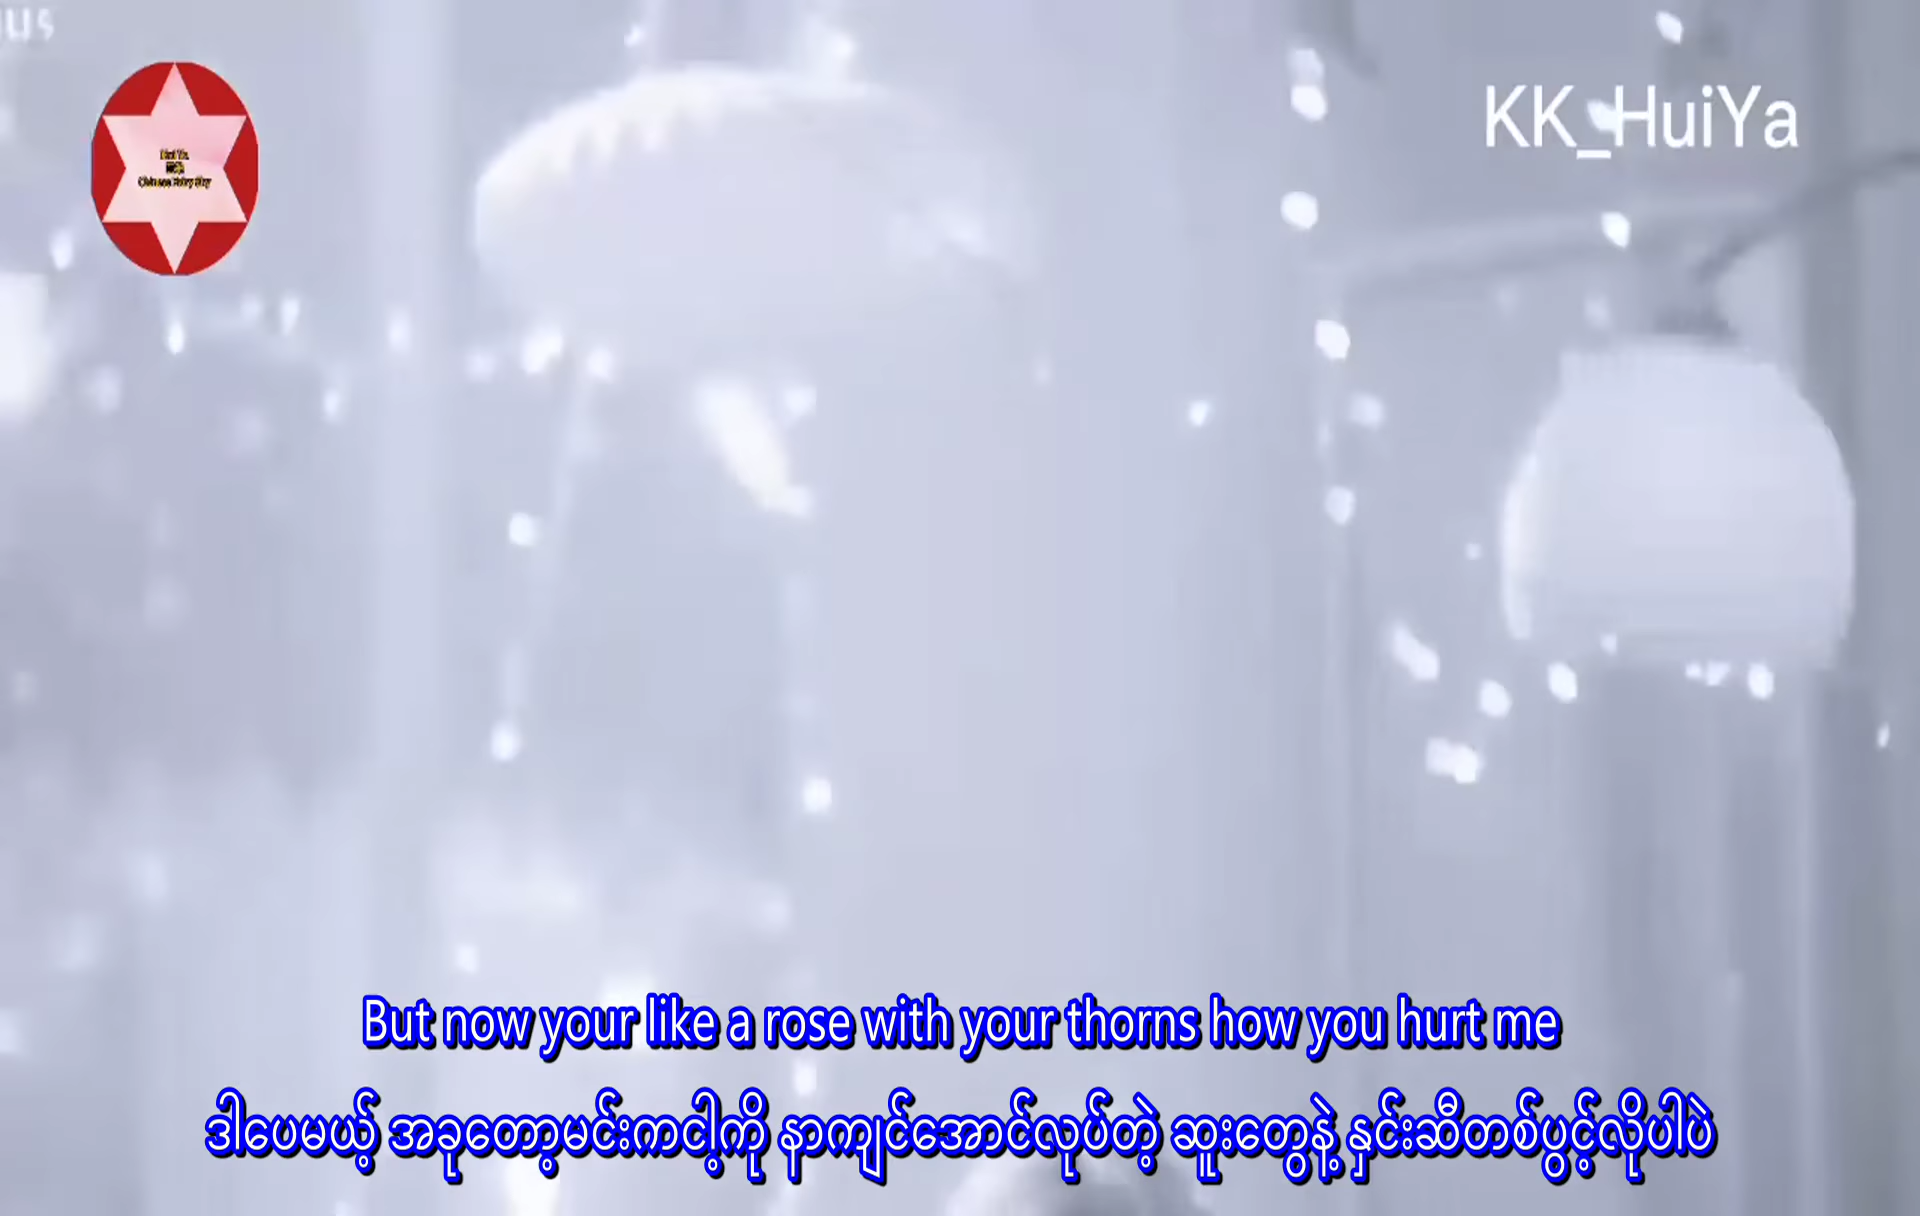 us
KK_HuiYa
But now your like a rose with your thorns how you hurt me
ဒါပေမယ့် အခုတော့မင်းကငါ့ကို နာကျင်အောင်လုပ်တဲ့ ဆူးတွေနဲ့ နှင်းဆီတစ်ပွင့်လိုပါပဲ